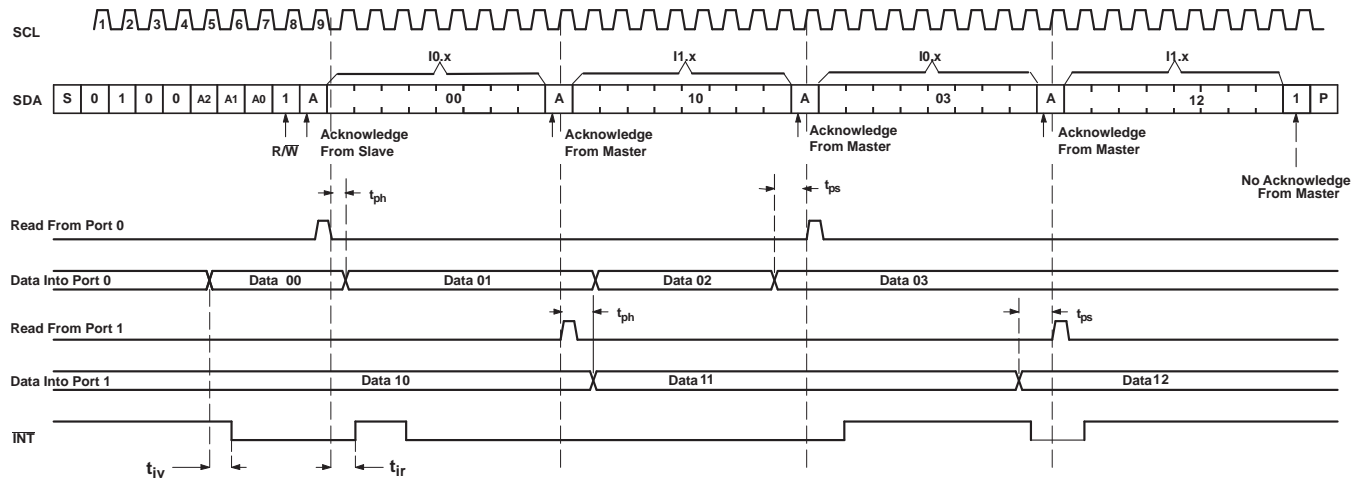 SCL 1 2 3 4 5 6 7 8 9
I0.x I1.x I0.x I1.x
SDA S 0 1 0 0 A2 A1 A0 1 A 00 A 10 A 03 A 12 1 P
R/W̅
Acknowledge
From Slave
Acknowledge
From Master
Acknowledge
From Master
Acknowledge
From Master
No Acknowledge
From Master
tph tps
Read From Port 0
Data Into Port 0 Data 00 Data 01 Data 02 Data 03
tph tps
Read From Port 1
Data Into Port 1 Data 10 Data 11 Data 12
I̅N̅T̅
tiv tir